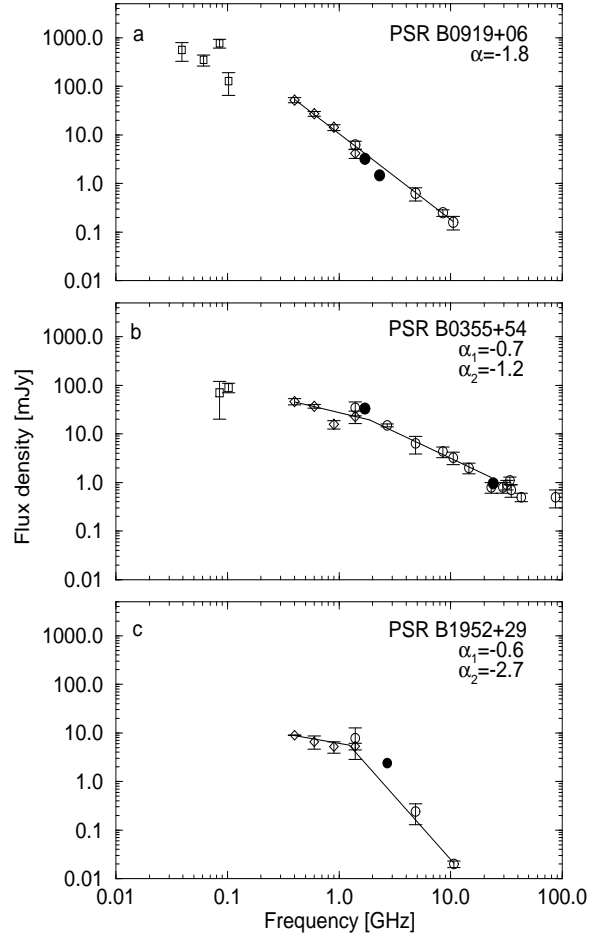 a
PSR B0919+06
α=-1.8
1000.0
100.0
10.0
1.0
0.1
0.01
b
PSR B0355+54
α₁=-0.7
α₂=-1.2
1000.0
100.0
10.0
1.0
0.1
0.01
Flux density [mJy]
c
PSR B1952+29
α₁=-0.6
α₂=-2.7
1000.0
100.0
10.0
1.0
0.1
0.01
0.01 0.1 1.0 10.0 100.0
Frequency [GHz]